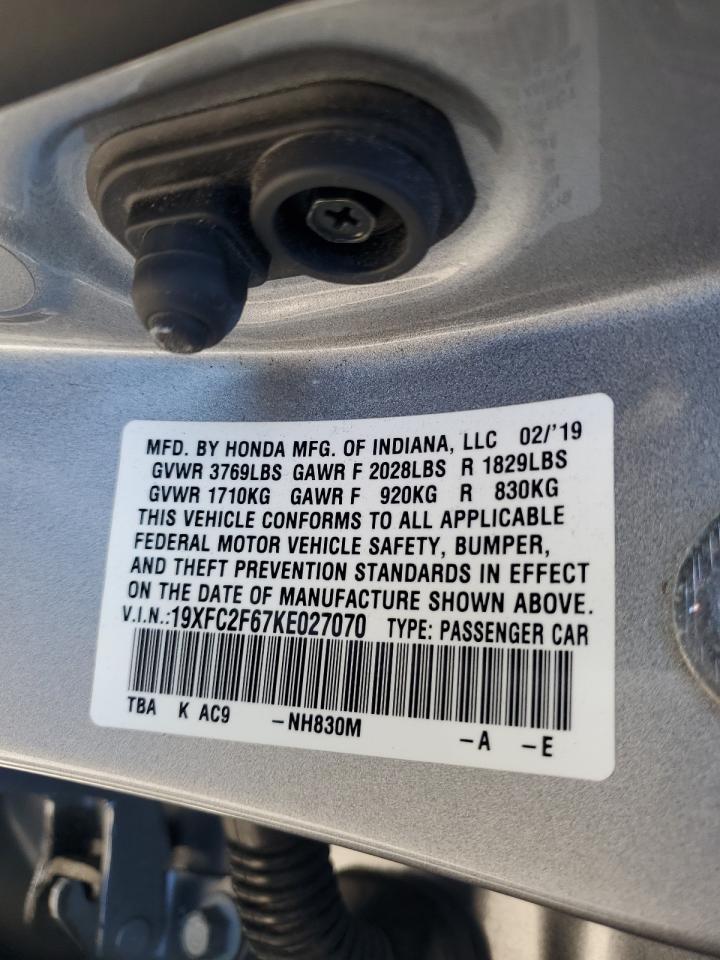 MFD. BY HONDA MFG. OF INDIANA, LLC 02/'19
GVWR 3769LBS GAWR F 2028LBS R 1829LBS
GVWR 1710KG GAWR F 920KG R 830KG
THIS VEHICLE CONFORMS TO ALL APPLICABLE
FEDERAL MOTOR VEHICLE SAFETY, BUMPER,
AND THEFT PREVENTION STANDARDS IN EFFECT
ON THE DATE OF MANUFACTURE SHOWN ABOVE.
V.I.N.:19XFC2F67KE027070 TYPE: PASSENGER CAR
TBA K AC9 -NH830M -A -E